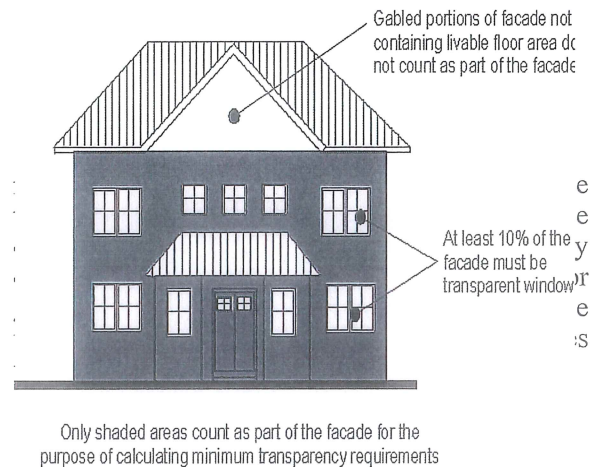 Gabled portions of facade not
containing livable floor area do
not count as part of the facade
At least 10% of the
facade must be
transparent window
Only shaded areas count as part of the facade for the
purpose of calculating minimum transparency requirements
e
e
y
or
e
s